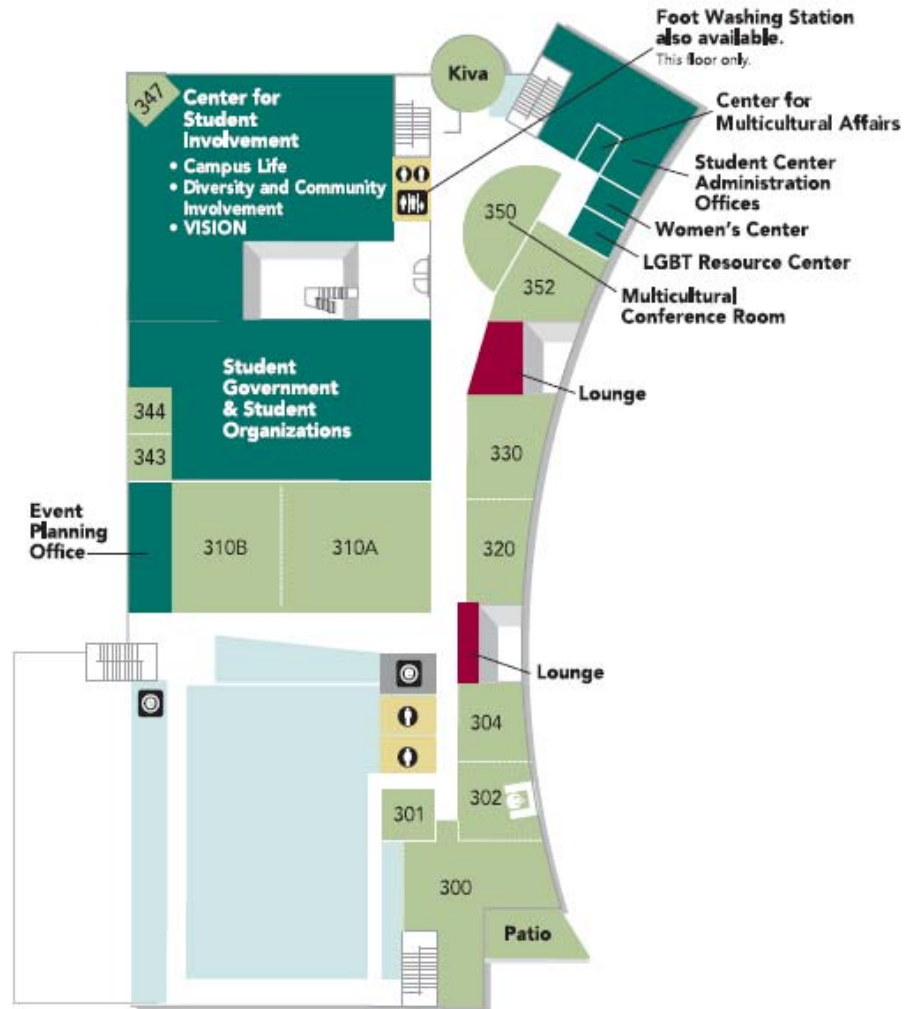 Foot Washing Station
also available.
This floor only.
Kiva
347
Center for
Student
Involvement
• Campus Life
• Diversity and Community
Involvement
• VISION
Center for
Multicultural Affairs
Student Center
Administration
Offices
Women's Center
LGBT Resource Center
350
352
Multicultural
Conference Room
Student
Government
& Student
Organizations
Lounge
344
343
330
Event
Planning
Office
310B
310A
320
Lounge
304
302
301
300
Patio